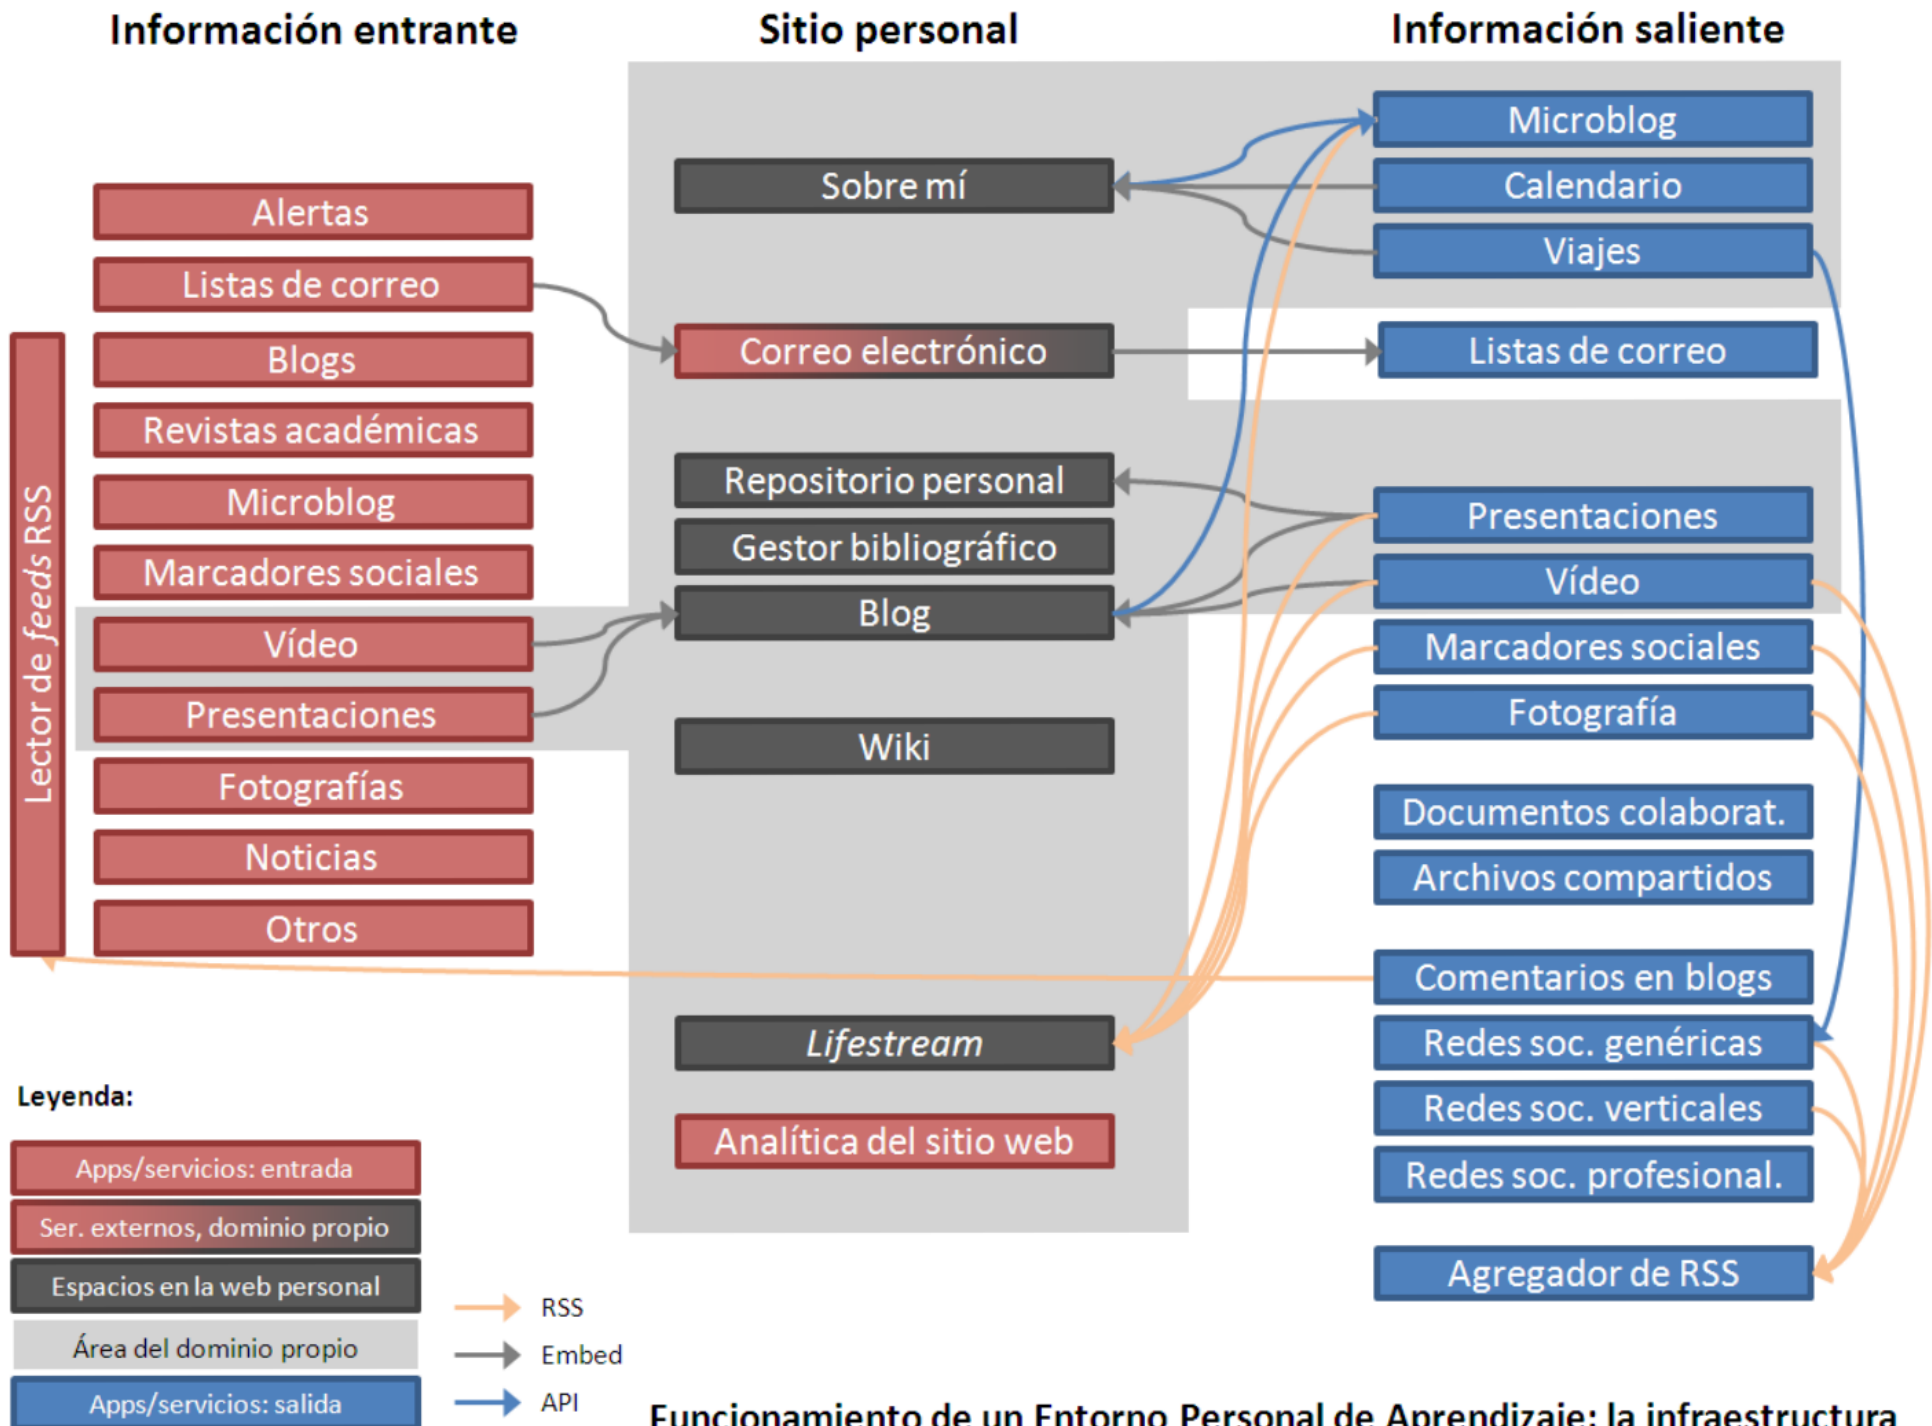 Información entrante
Sitio personal
Información saliente
Lector de feeds RSS
Alertas
Listas de correo
Blogs
Revistas académicas
Microblog
Marcadores sociales
Vídeo
Presentaciones
Fotografías
Noticias
Otros
Sobre mí
Correo electrónico
Repositorio personal
Gestor bibliográfico
Blog
Wiki
Lifestream
Analítica del sitio web
Microblog
Calendario
Viajes
Listas de correo
Presentaciones
Vídeo
Marcadores sociales
Fotografía
Documentos colaborat.
Archivos compartidos
Comentarios en blogs
Redes soc. genéricas
Redes soc. verticales
Redes soc. profesional.
Agregador de RSS
Leyenda:
Apps/servicios: entrada
Ser. externos, dominio propio
Espacios en la web personal
Área del dominio propio
Apps/servicios: salida
RSS
Embed
API
Funcionamiento de un Entorno Personal de Aprendizaje: la infraestructura